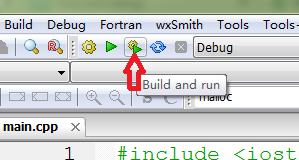 Build Debug Fortran wxSmith Tools Tools-
Debug
Build and run
S C malloc
main.cpp
1 #include <iost